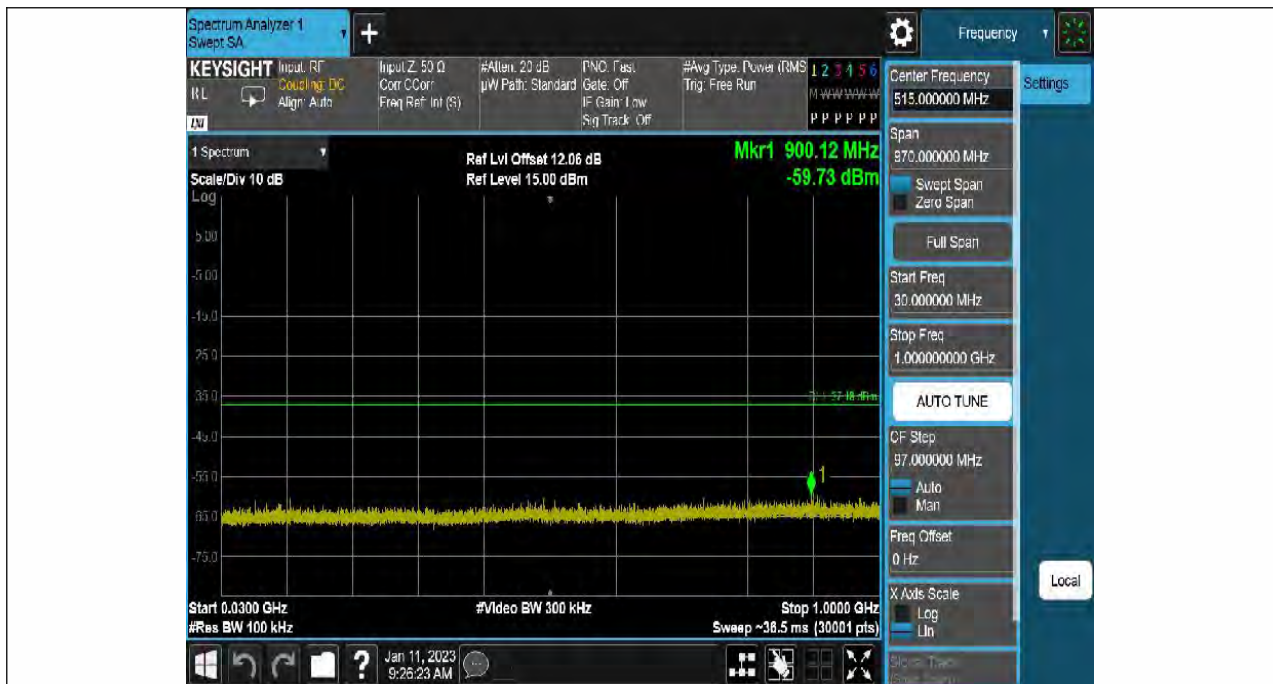 Spectrum Analyzer 1
Swept SA
+
Frequency
KEYSIGHT
Input: RF
Coupling: DC
Align: Auto
Input Z: 50 Ω
Corr CCorr
Freq Ref: Int (S)
#Atten: 20 dB
µW Path: Standard
PNO: Fast
Gate: Off
IF Gain: Low
Sig Track: Off
#Avg Type: Power (RMS
Trig: Free Run
1 2 3 4 5 6
M W W W W W
P P P P P P
RL
LXI
1 Spectrum
Scale/Div 10 dB
Log
Ref Lvl Offset 12.06 dB
Ref Level 15.00 dBm
Mkr1 900.12 MHz
-59.73 dBm
5.00
-5.00
-15.0
-25.0
-35.0
-45.0
-55.0
-65.0
-75.0
1
Start 0.0300 GHz
#Res BW 100 kHz
#Video BW 300 kHz
Stop 1.0000 GHz
Sweep ~36.5 ms (30001 pts)
Center Frequency
515.000000 MHz
Settings
Span
970.000000 MHz
Swept Span
Zero Span
Full Span
Start Freq
30.000000 MHz
Stop Freq
1.000000000 GHz
AUTO TUNE
CF Step
97.000000 MHz
Auto
Man
Freq Offset
0 Hz
X Axis Scale
Log
Lin
Local
?
Jan 11, 2023
9:26:23 AM